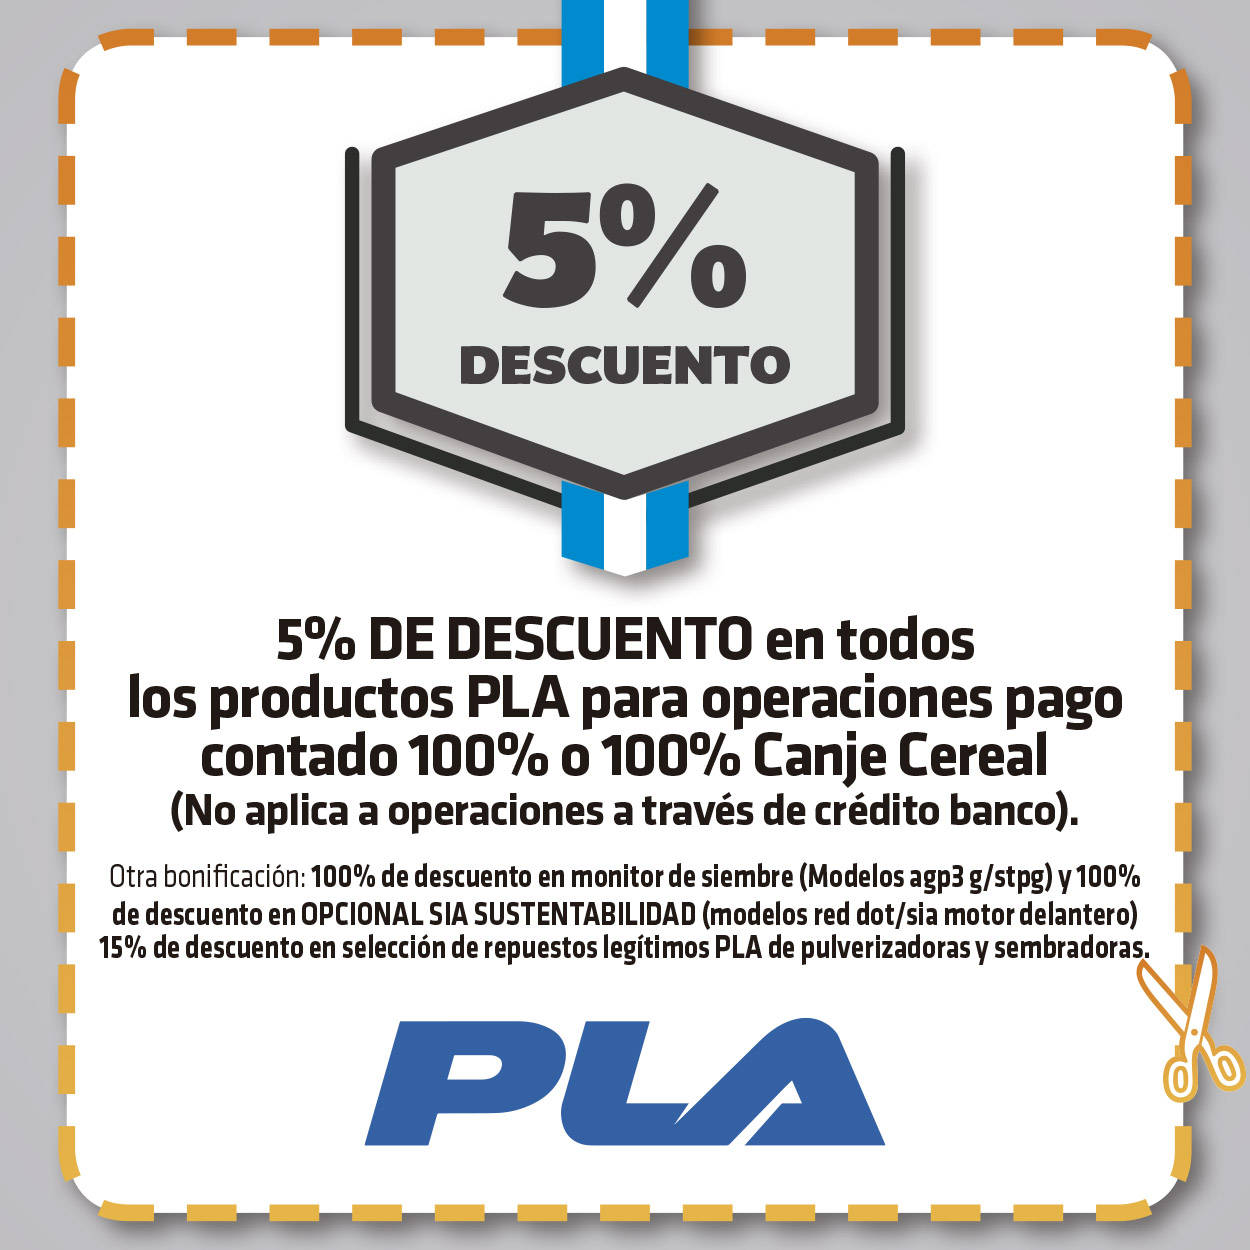 5%
DESCUENTO
5% DE DESCUENTO en todos
los productos PLA para operaciones pago
contado 100% o 100% Canje Cereal
(No aplica a operaciones a través de crédito banco).
Otra bonificación: 100% de descuento en monitor de siembre (Modelos agp3 g/stpg) y 100%
de descuento en OPCIONAL SIA SUSTENTABILIDAD (modelos red dot/sia motor delantero)
15% de descuento en selección de repuestos legítimos PLA de pulverizadoras y sembradoras.
PLA